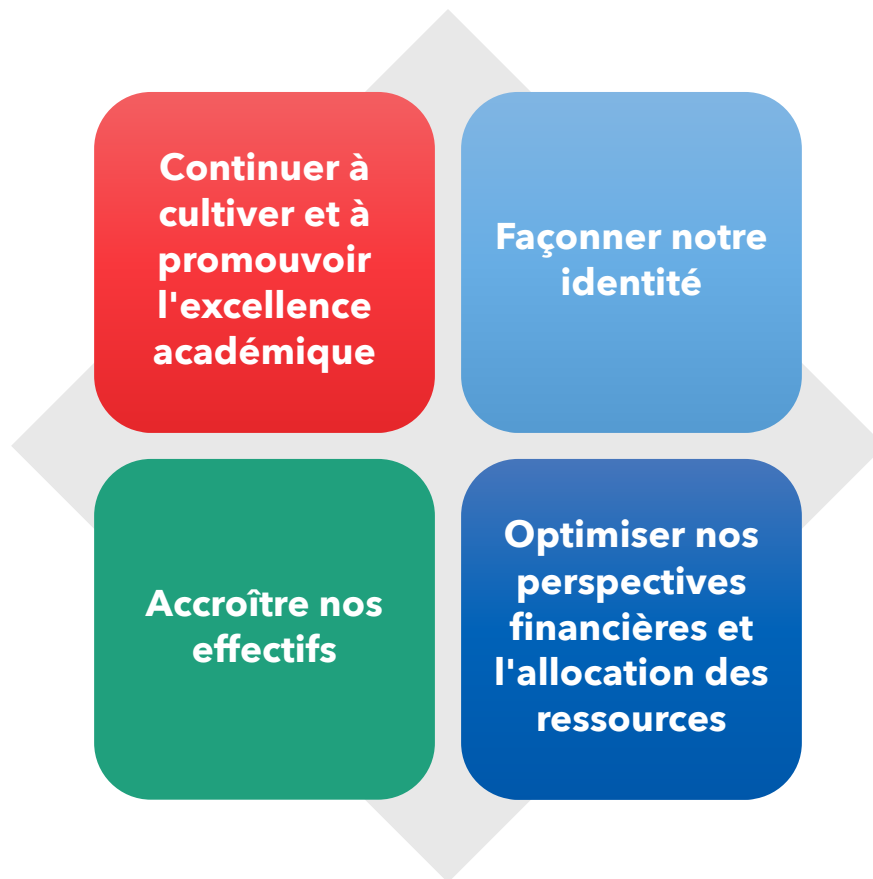 Continuer à
cultiver et à
promouvoir
l'excellence
académique
Façonner notre
identité
Accroître nos
effectifs
Optimiser nos
perspectives
financières et
l'allocation des
ressources